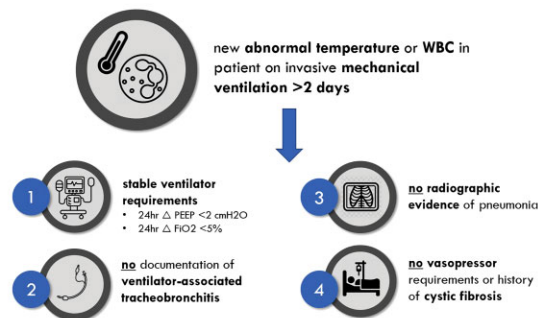 new abnormal temperature or WBC in
patient on invasive mechanical
ventilation >2 days
1
stable ventilator
requirements
• 24hr △ PEEP <2 cmH2O
• 24hr △ FiO2 <5%
2
no documentation of
ventilator-associated
tracheobronchitis
3
no radiographic
evidence of pneumonia
4
no vasopressor
requirements or history
of cystic fibrosis